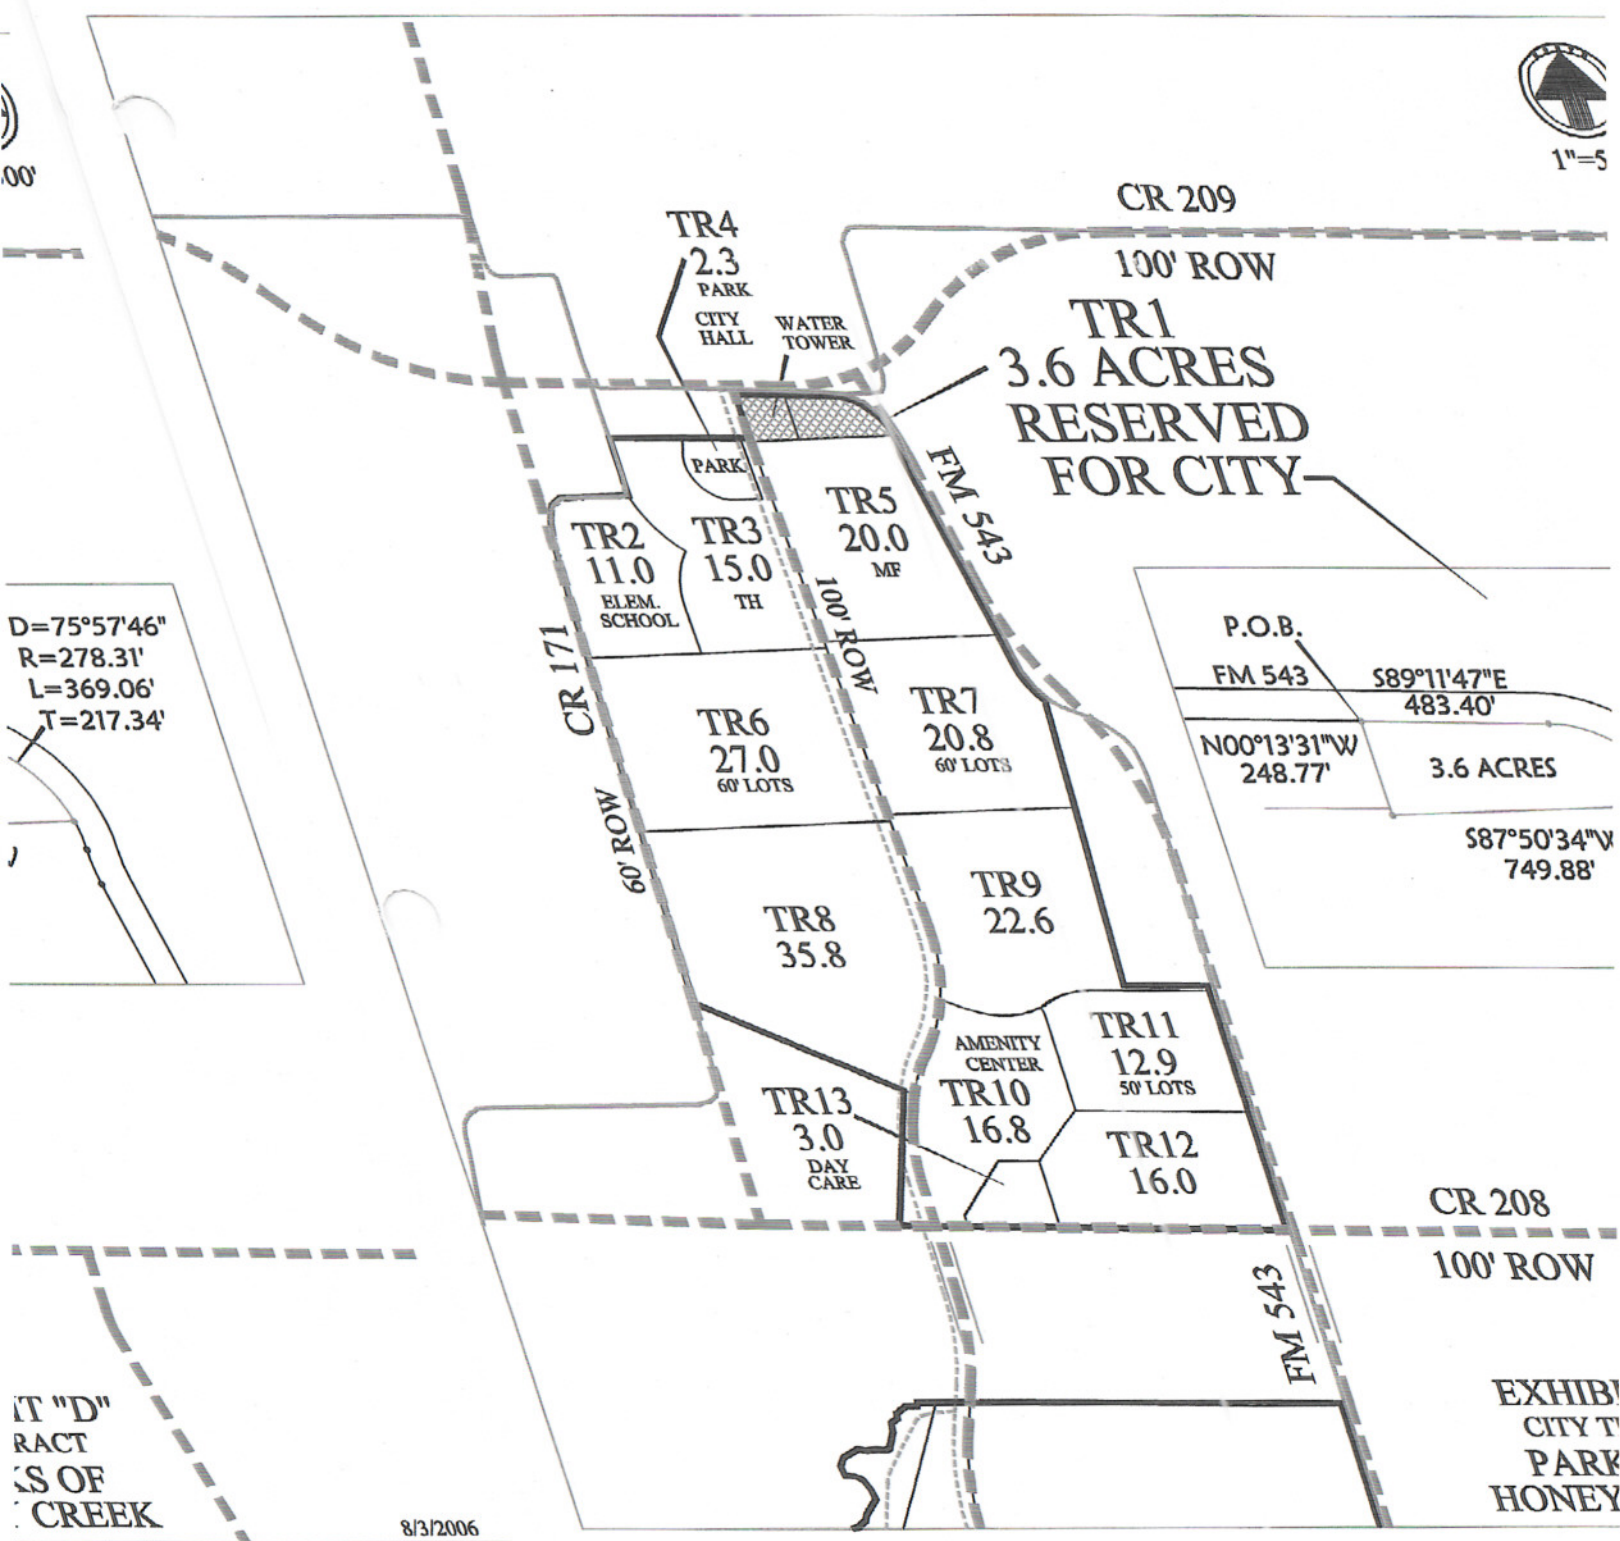 00'
1"=5
CR 209
100' ROW
TR4
2.3
PARK
CITY
HALL
WATER
TOWER
TR1
3.6 ACRES
RESERVED
FOR CITY
FM 543
PARK
TR2
11.0
ELEM.
SCHOOL
TR3
15.0
TH
TR5
20.0
MF
100' ROW
CR 171
60' ROW
D=75°57'46"
R=278.31'
L=369.06'
T=217.34'
P.O.B.
FM 543
S89°11'47"E
483.40'
N00°13'31"W
248.77'
3.6 ACRES
S87°50'34"W
749.88'
TR6
27.0
60' LOTS
TR7
20.8
60' LOTS
TR8
35.8
TR9
22.6
AMENITY
CENTER
TR10
16.8
TR11
12.9
50' LOTS
TR13
3.0
DAY
CARE
TR12
16.0
CR 208
100' ROW
FM 543
IT "D"
RACT
KS OF
CREEK
8/3/2006
EXHIBI
CITY T
PARK
HONEY